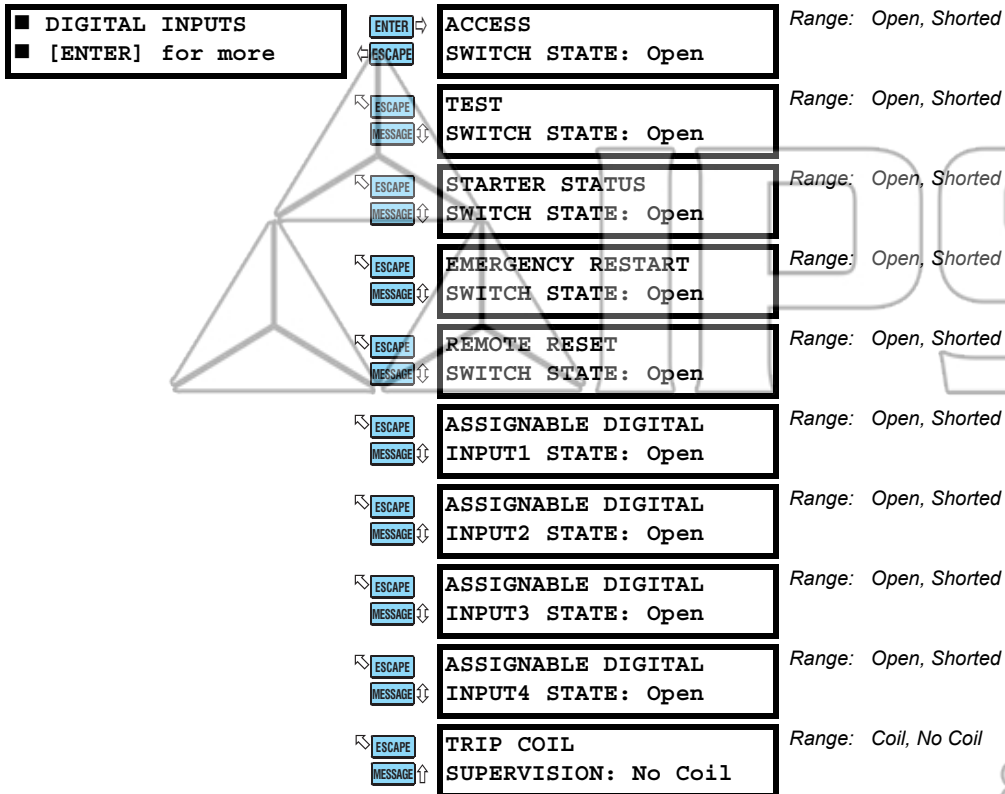 ■ DIGITAL INPUTS
■ [ENTER] for more
ENTER ⇨ ACCESS Range: Open, Shorted
⇦ ESCAPE SWITCH STATE: Open
ESCAPE TEST Range: Open, Shorted
MESSAGE SWITCH STATE: Open
ESCAPE STARTER STATUS Range: Open, Shorted
MESSAGE SWITCH STATE: Open
ESCAPE EMERGENCY RESTART Range: Open, Shorted
MESSAGE SWITCH STATE: Open
ESCAPE REMOTE RESET Range: Open, Shorted
MESSAGE SWITCH STATE: Open
ESCAPE ASSIGNABLE DIGITAL Range: Open, Shorted
MESSAGE INPUT1 STATE: Open
ESCAPE ASSIGNABLE DIGITAL Range: Open, Shorted
MESSAGE INPUT2 STATE: Open
ESCAPE ASSIGNABLE DIGITAL Range: Open, Shorted
MESSAGE INPUT3 STATE: Open
ESCAPE ASSIGNABLE DIGITAL Range: Open, Shorted
MESSAGE INPUT4 STATE: Open
ESCAPE TRIP COIL Range: Coil, No Coil
MESSAGE SUPERVISION: No Coil